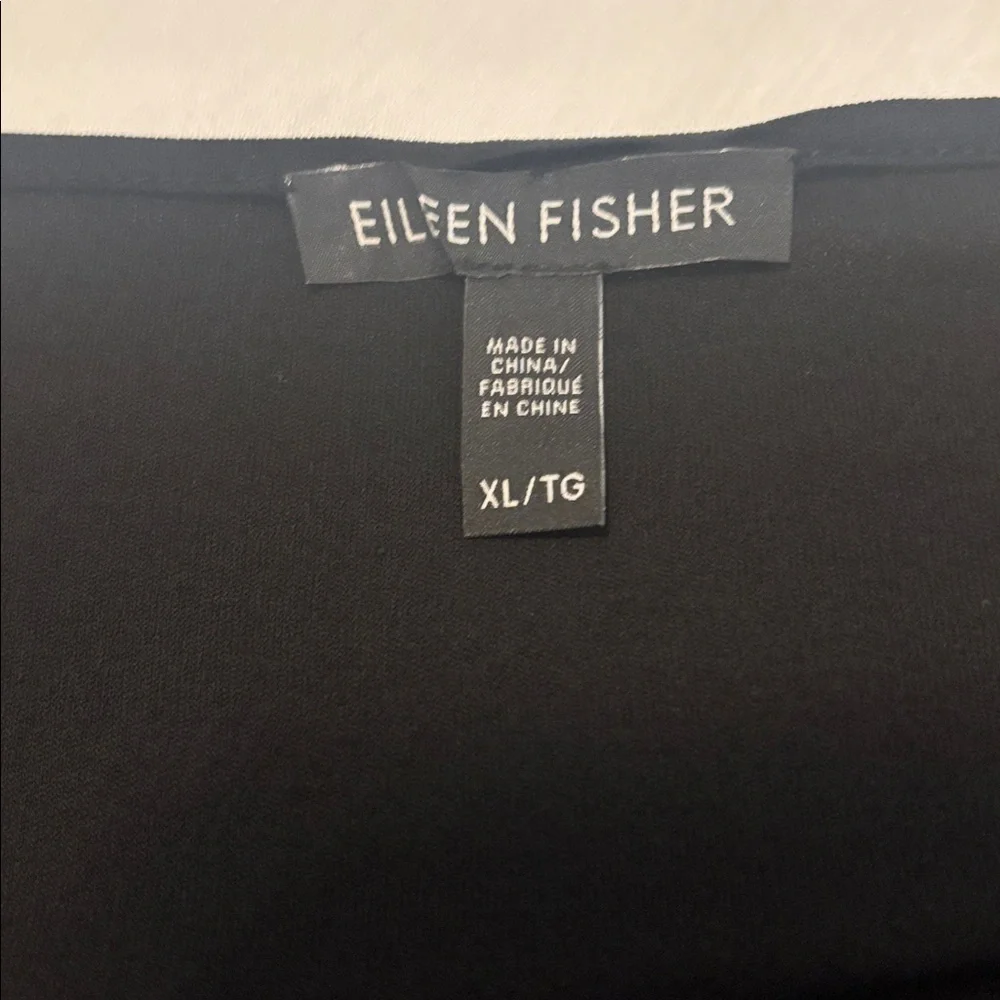 EILEEN FISHER
MADE IN
CHINA/
FABRIQUÉ
EN CHINE
XL/TG